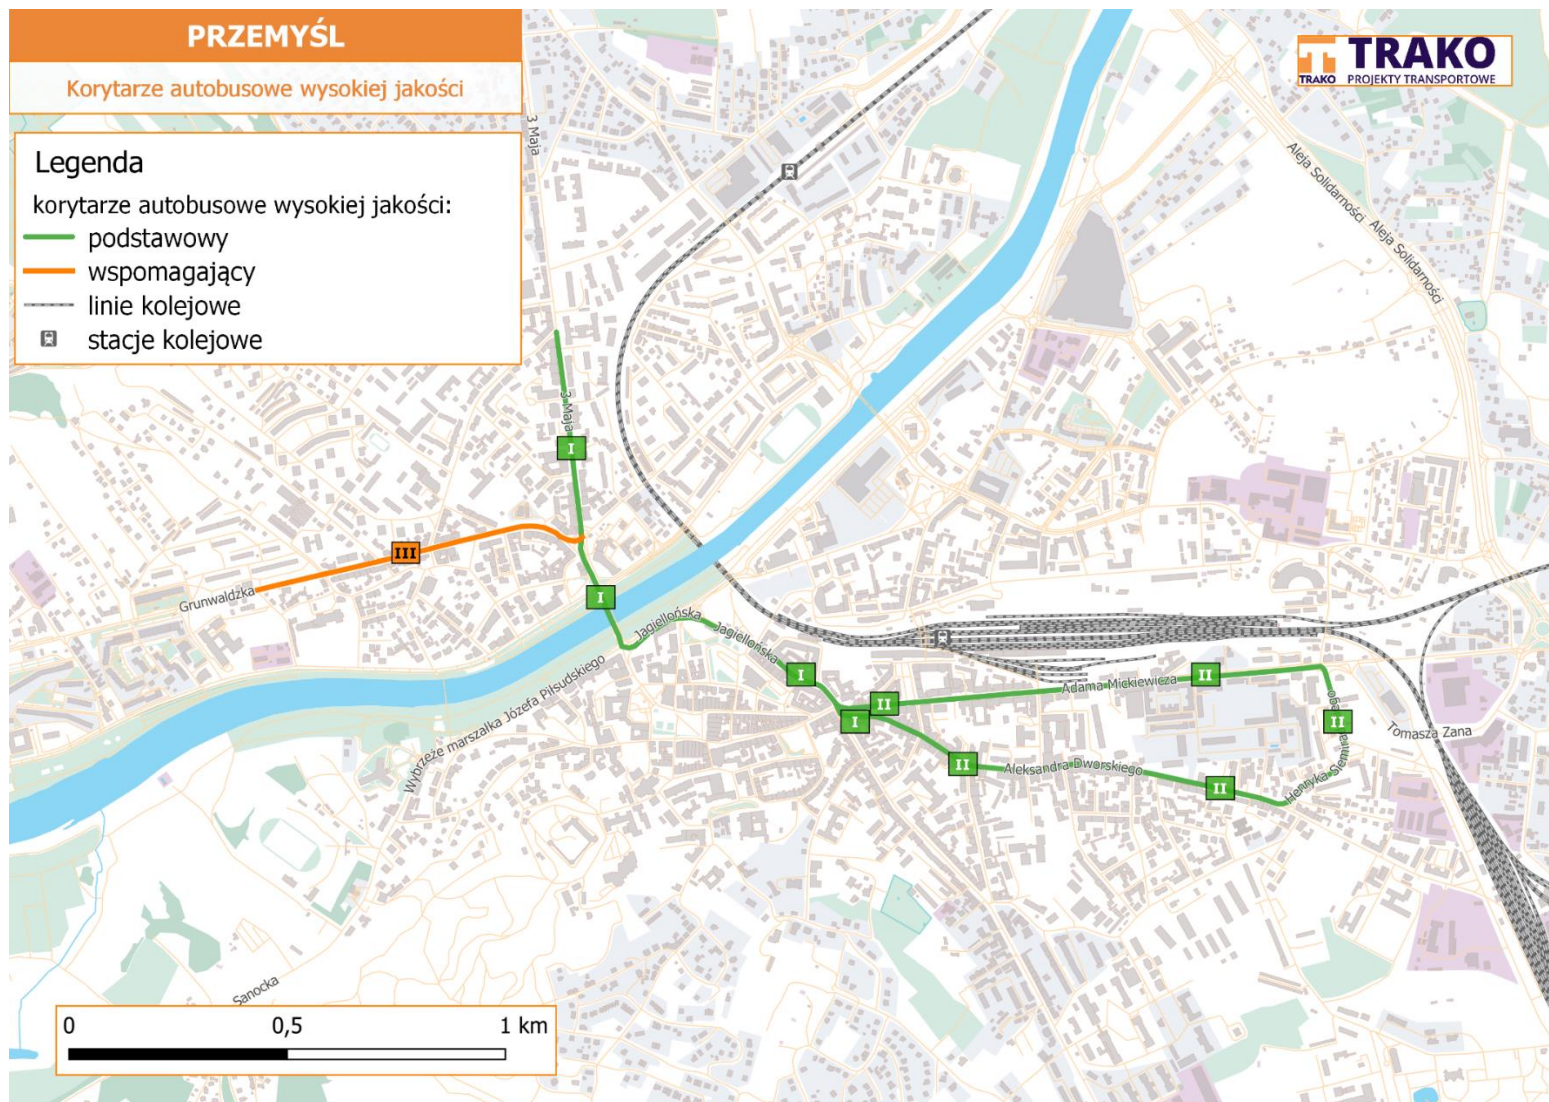 PRZEMYŚL
Korytarze autobusowe wysokiej jakości
TRAKO
TRAKO
PROJEKTY TRANSPORTOWE
Legenda
korytarze autobusowe wysokiej jakości:
podstawowy
wspomagający
linie kolejowe
stacje kolejowe
3 Maja
Aleja Solidarności
Aleja Solidarności
3 Maja
I
III
Grunwaldzka
I
Jagiellońska
Jagiellońska
I
Wybrzeże marszałka Józefa Piłsudskiego
II
I
Adama Mickiewicza
II
II
Tomasza Zana
II
Aleksandra Dworskiego
II
Henryka
Sanocka
0
0,5
1 km